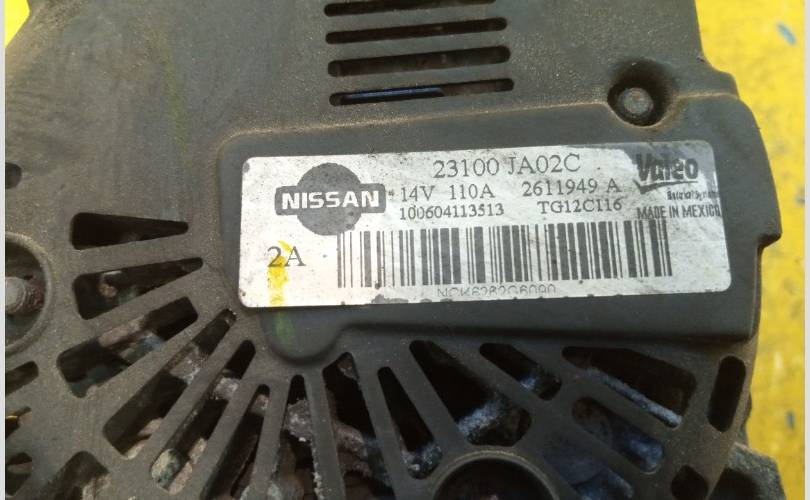 23100 JA02C
Valeo
NISSAN 14V 110A 2611949 A
100604113513 TG12C116
MADE IN MEXICO
2A